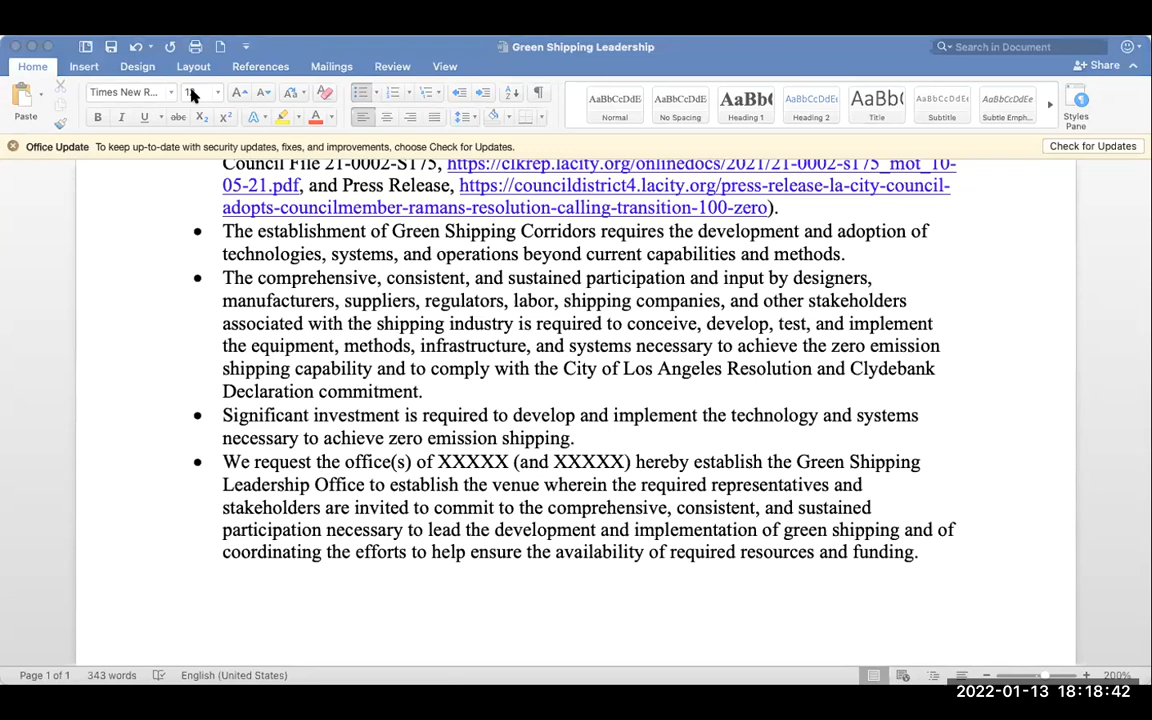 Green Shipping Leadership
Search in Document
Home Insert Design Layout References Mailings Review View
Share
Paste
Times New R...
AaBbCcDdE AaBbCcDdE AaBb( AaBbCcDdE AaBb( AaBbCcDdE AaBbCcDdEe
Normal No Spacing Heading 1 Heading 2 Title Subtitle Subtle Emph...
Styles
Pane
Office Update To keep up-to-date with security updates, fixes, and improvements, choose Check for Updates.
Check for Updates
Council File 21-0002-S175, https://clkrep.lacity.org/onlinedocs/2021/21-0002-s175_mot_10-
05-21.pdf, and Press Release, https://councildistrict4.lacity.org/press-release-la-city-council-
adopts-councilmember-ramans-resolution-calling-transition-100-zero).
• The establishment of Green Shipping Corridors requires the development and adoption of
technologies, systems, and operations beyond current capabilities and methods.
• The comprehensive, consistent, and sustained participation and input by designers,
manufacturers, suppliers, regulators, labor, shipping companies, and other stakeholders
associated with the shipping industry is required to conceive, develop, test, and implement
the equipment, methods, infrastructure, and systems necessary to achieve the zero emission
shipping capability and to comply with the City of Los Angeles Resolution and Clydebank
Declaration commitment.
• Significant investment is required to develop and implement the technology and systems
necessary to achieve zero emission shipping.
• We request the office(s) of XXXXX (and XXXXX) hereby establish the Green Shipping
Leadership Office to establish the venue wherein the required representatives and
stakeholders are invited to commit to the comprehensive, consistent, and sustained
participation necessary to lead the development and implementation of green shipping and of
coordinating the efforts to help ensure the availability of required resources and funding.
Page 1 of 1 343 words English (United States)
200%
2022-01-13 18:18:42